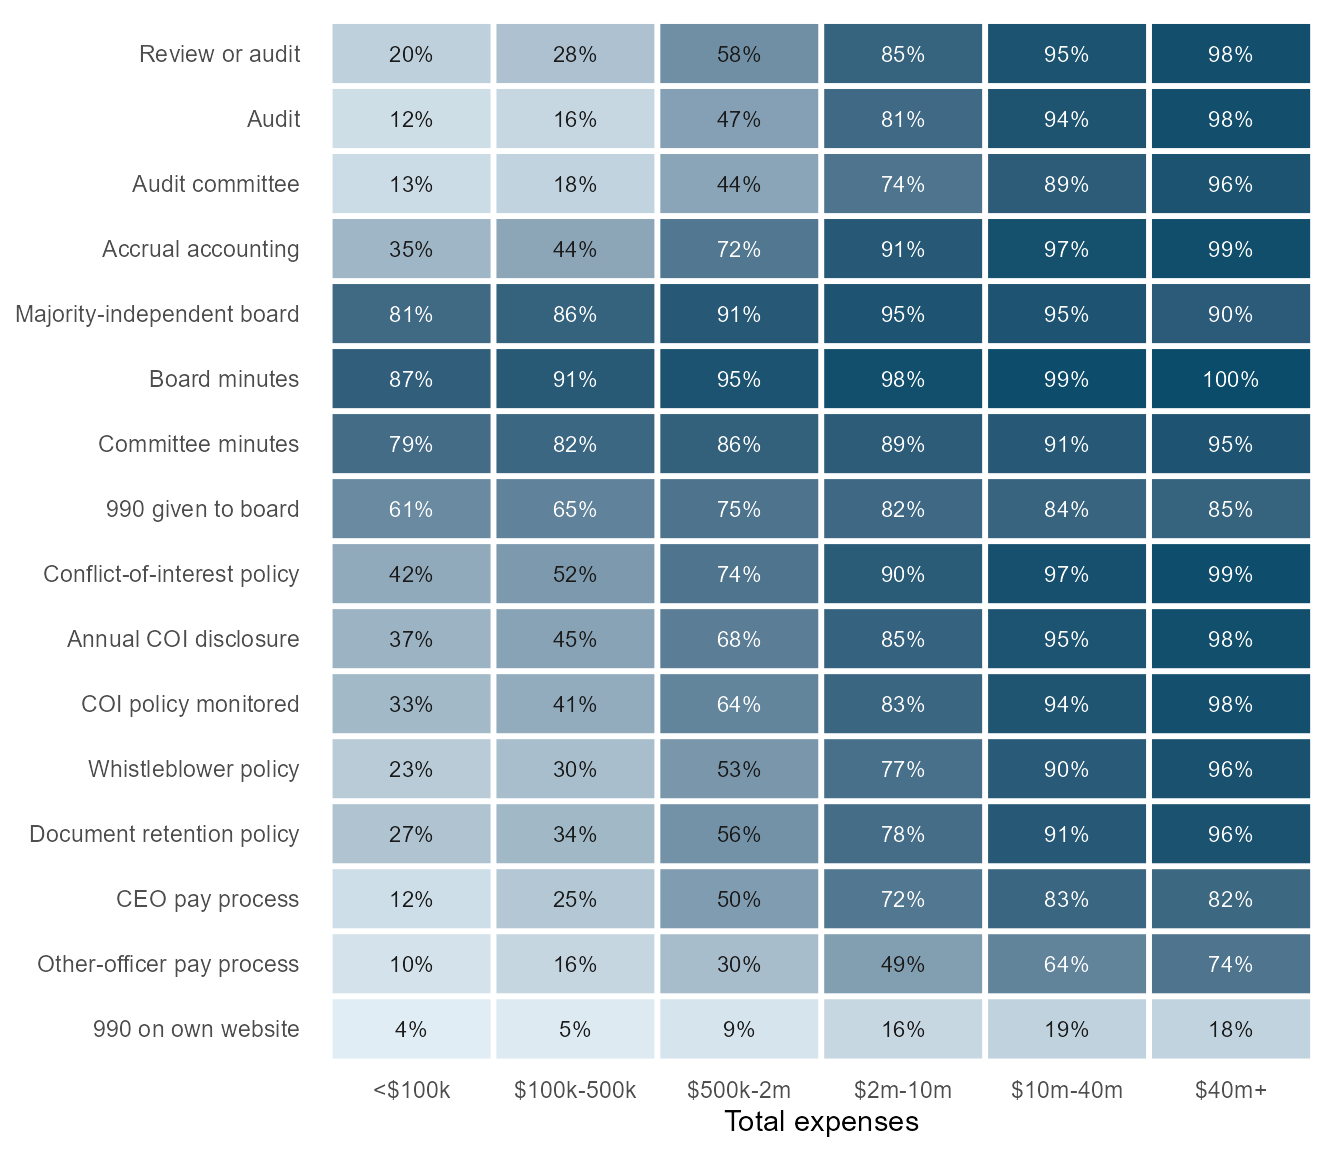 Review or audit 20% 28% 58% 85% 95% 98%
Audit 12% 16% 47% 81% 94% 98%
Audit committee 13% 18% 44% 74% 89% 96%
Accrual accounting 35% 44% 72% 91% 97% 99%
Majority-independent board 81% 86% 91% 95% 95% 90%
Board minutes 87% 91% 95% 98% 99% 100%
Committee minutes 79% 82% 86% 89% 91% 95%
990 given to board 61% 65% 75% 82% 84% 85%
Conflict-of-interest policy 42% 52% 74% 90% 97% 99%
Annual COI disclosure 37% 45% 68% 85% 95% 98%
COI policy monitored 33% 41% 64% 83% 94% 98%
Whistleblower policy 23% 30% 53% 77% 90% 96%
Document retention policy 27% 34% 56% 78% 91% 96%
CEO pay process 12% 25% 50% 72% 83% 82%
Other-officer pay process 10% 16% 30% 49% 64% 74%
990 on own website 4% 5% 9% 16% 19% 18%
<$100k $100k-500k $500k-2m $2m-10m $10m-40m $40m+
Total expenses